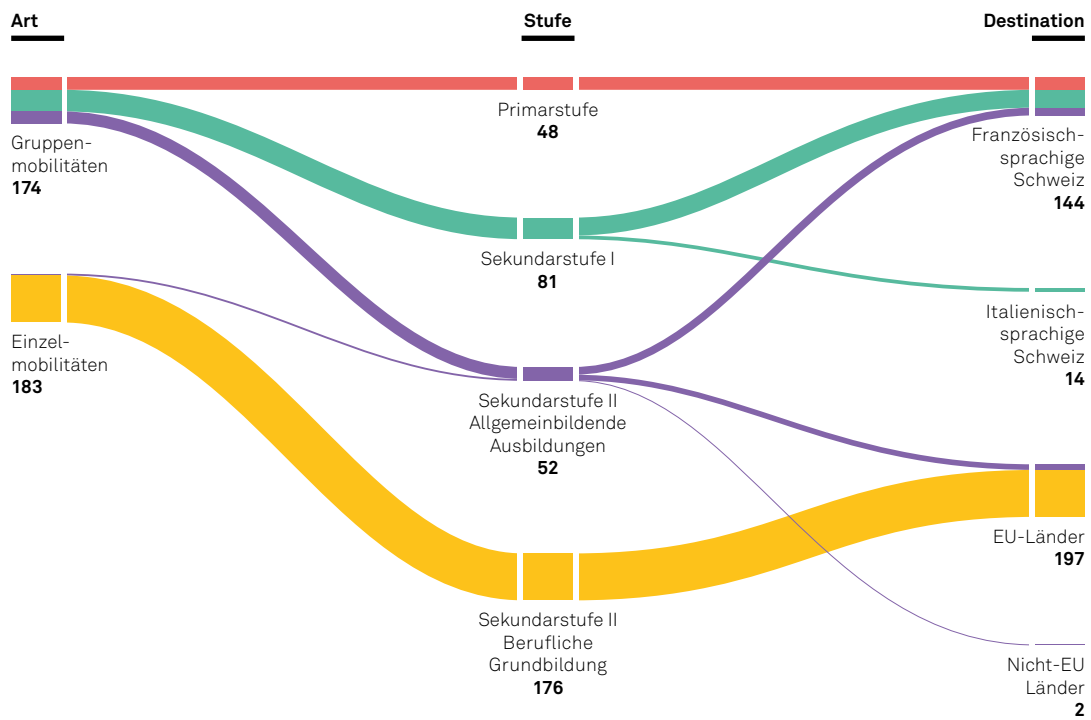 Art
Stufe
Destination
Gruppen-
mobilitäten
174
Einzel-
mobilitäten
183
Primarstufe
48
Sekundarstufe I
81
Sekundarstufe II
Allgemeinbildende
Ausbildungen
52
Sekundarstufe II
Berufliche
Grundbildung
176
Französisch-
sprachige
Schweiz
144
Italienisch-
sprachige
Schweiz
14
EU-Länder
197
Nicht-EU
Länder
2